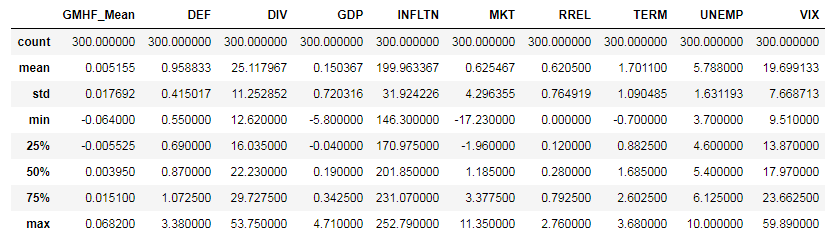 GMHF_Mean DEF DIV GDP INFLTN MKT RREL TERM UNEMP VIX
count 300.000000 300.000000 300.000000 300.000000 300.000000 300.000000 300.000000 300.000000 300.000000 300.000000
mean 0.005155 0.958833 25.117967 0.150367 199.963367 0.625467 0.620500 1.701100 5.788000 19.699133
std 0.017692 0.415017 11.252852 0.720316 31.924226 4.296355 0.764919 1.090485 1.631193 7.668713
min -0.064000 0.550000 12.620000 -5.800000 146.300000 -17.230000 0.000000 -0.700000 3.700000 9.510000
25% -0.005525 0.690000 16.035000 -0.040000 170.975000 -1.960000 0.120000 0.882500 4.600000 13.870000
50% 0.003950 0.870000 22.230000 0.190000 201.850000 1.185000 0.280000 1.685000 5.400000 17.970000
75% 0.015100 1.072500 29.727500 0.342500 231.070000 3.377500 0.792500 2.602500 6.125000 23.662500
max 0.068200 3.380000 53.750000 4.710000 252.790000 11.350000 2.760000 3.680000 10.000000 59.890000